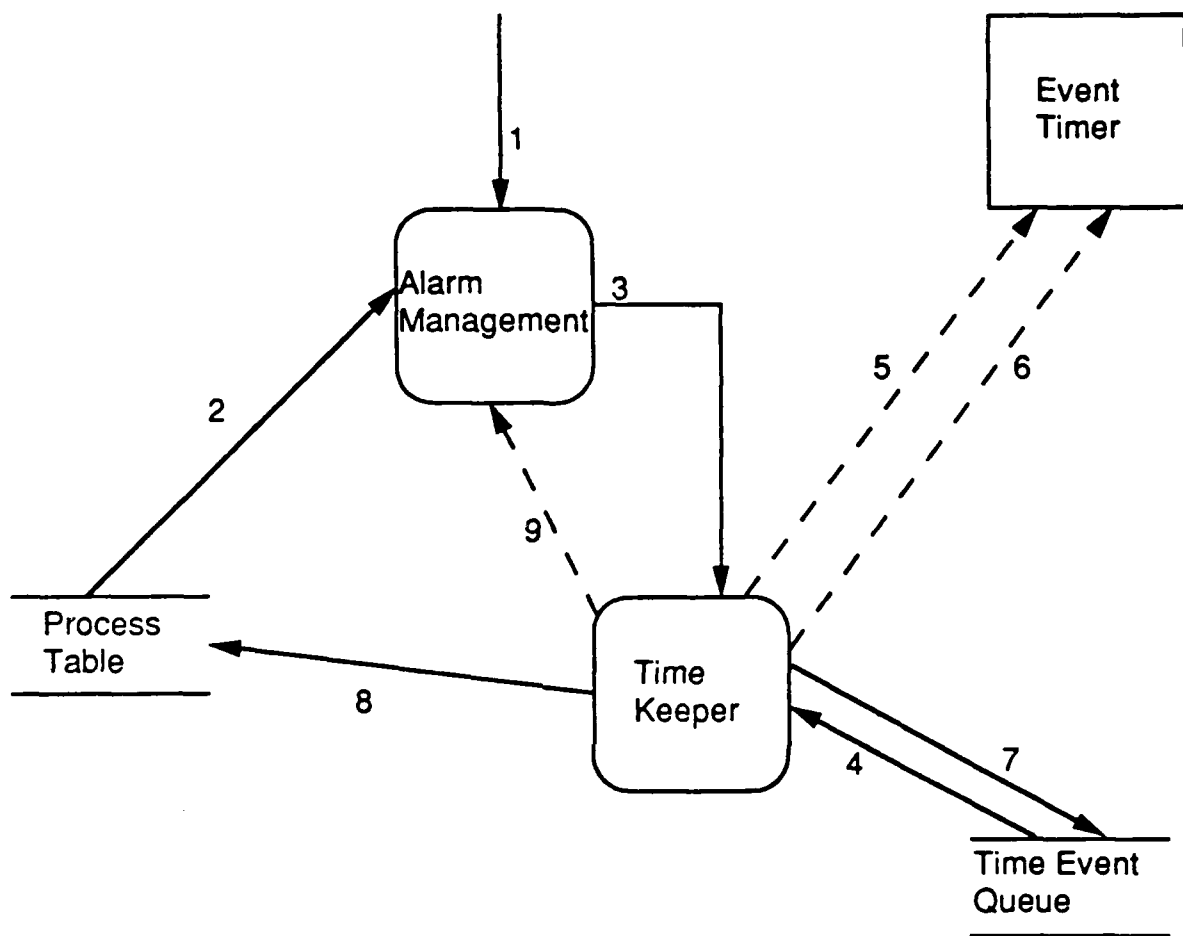 1
Event
Timer
Alarm
Management
3
5
6
2
9
Process
Table
8
Time
Keeper
4
7
Time Event
Queue